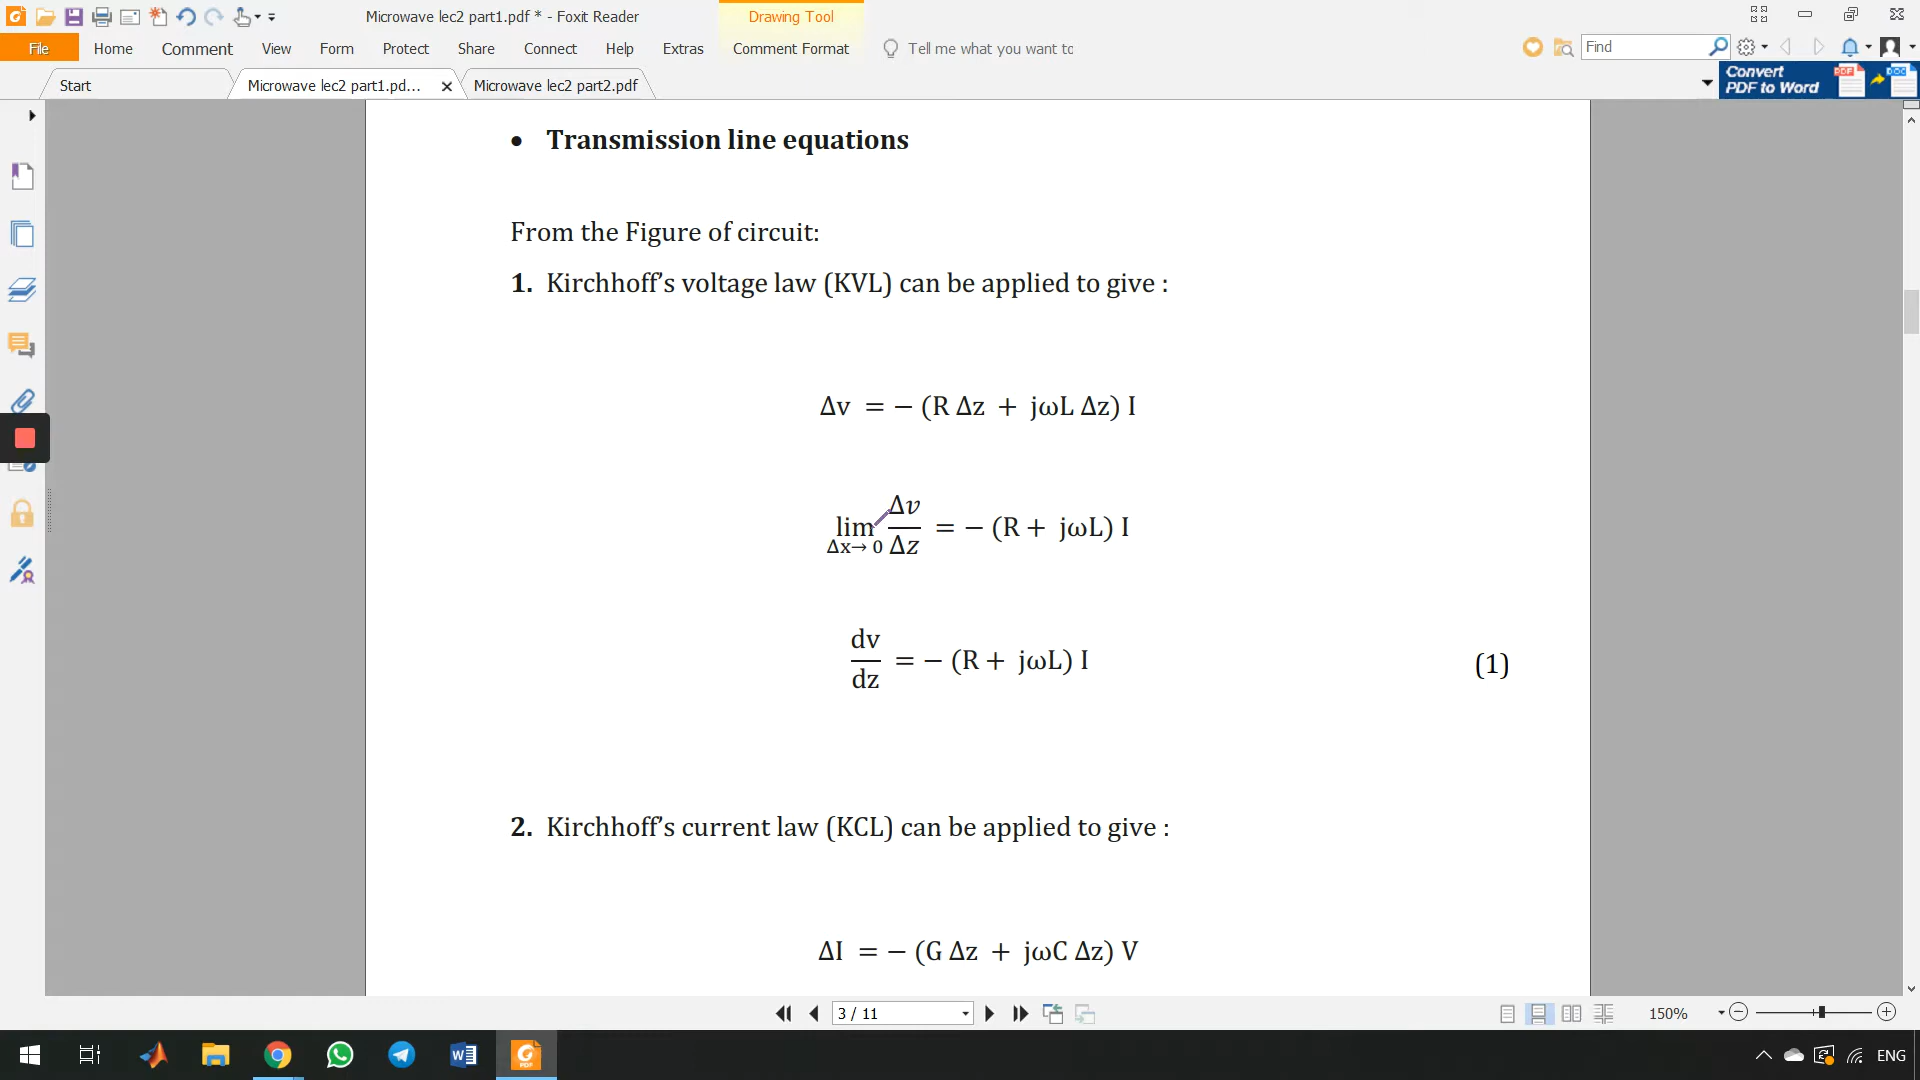 Microwave lec2 part1.pdf * - Foxit Reader
Drawing Tool
File Home Comment View Form Protect Share Connect Help Extras Comment Format Tell me what you want to
Find
Start
Microwave lec2 part1.pd...
Microwave lec2 part2.pdf
Convert
PDF to Word
PDF
DOC
• Transmission line equations
From the Figure of circuit:
1. Kirchhoff’s voltage law (KVL) can be applied to give :
Δv = − (R Δz + jωL Δz) I
lim Δx→ 0 Δv/Δz = − (R + jωL) I
dv/dz = − (R + jωL) I (1)
2. Kirchhoff’s current law (KCL) can be applied to give :
ΔI = − (G Δz + jωC Δz) V
3 / 11
150%
ENG